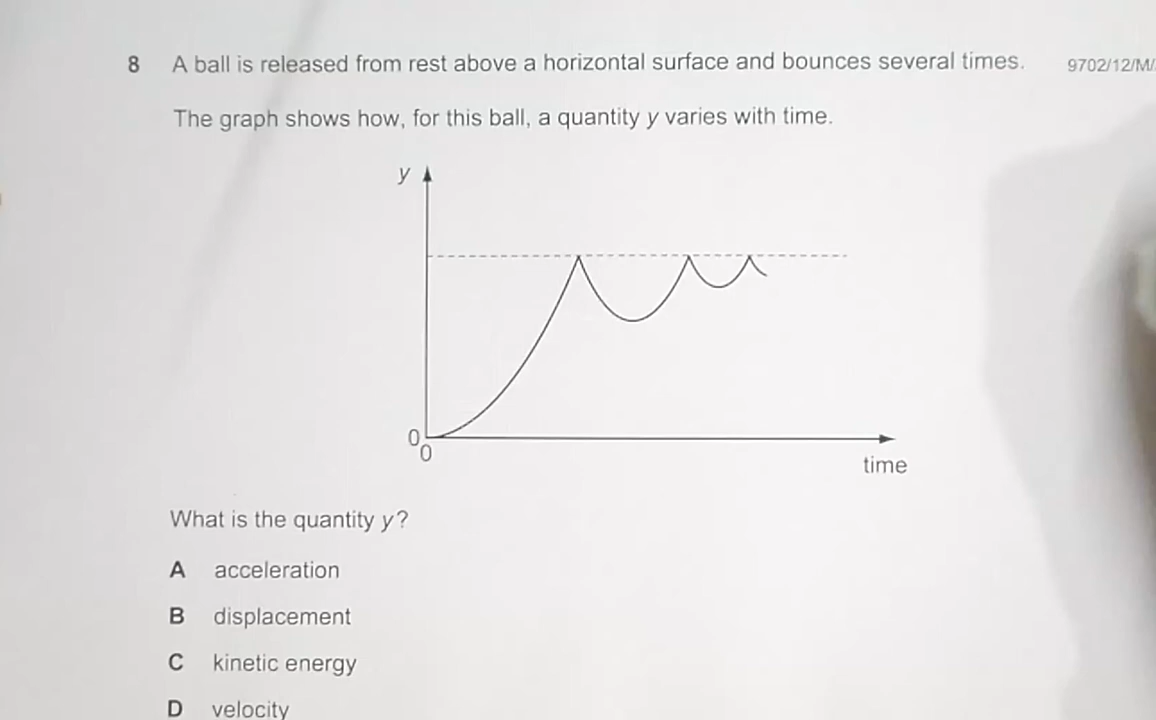 8 A ball is released from rest above a horizontal surface and bounces several times. 9702/12/M/
The graph shows how, for this ball, a quantity y varies with time.
y
0
0
time
What is the quantity y?
A acceleration
B displacement
C kinetic energy
D velocity